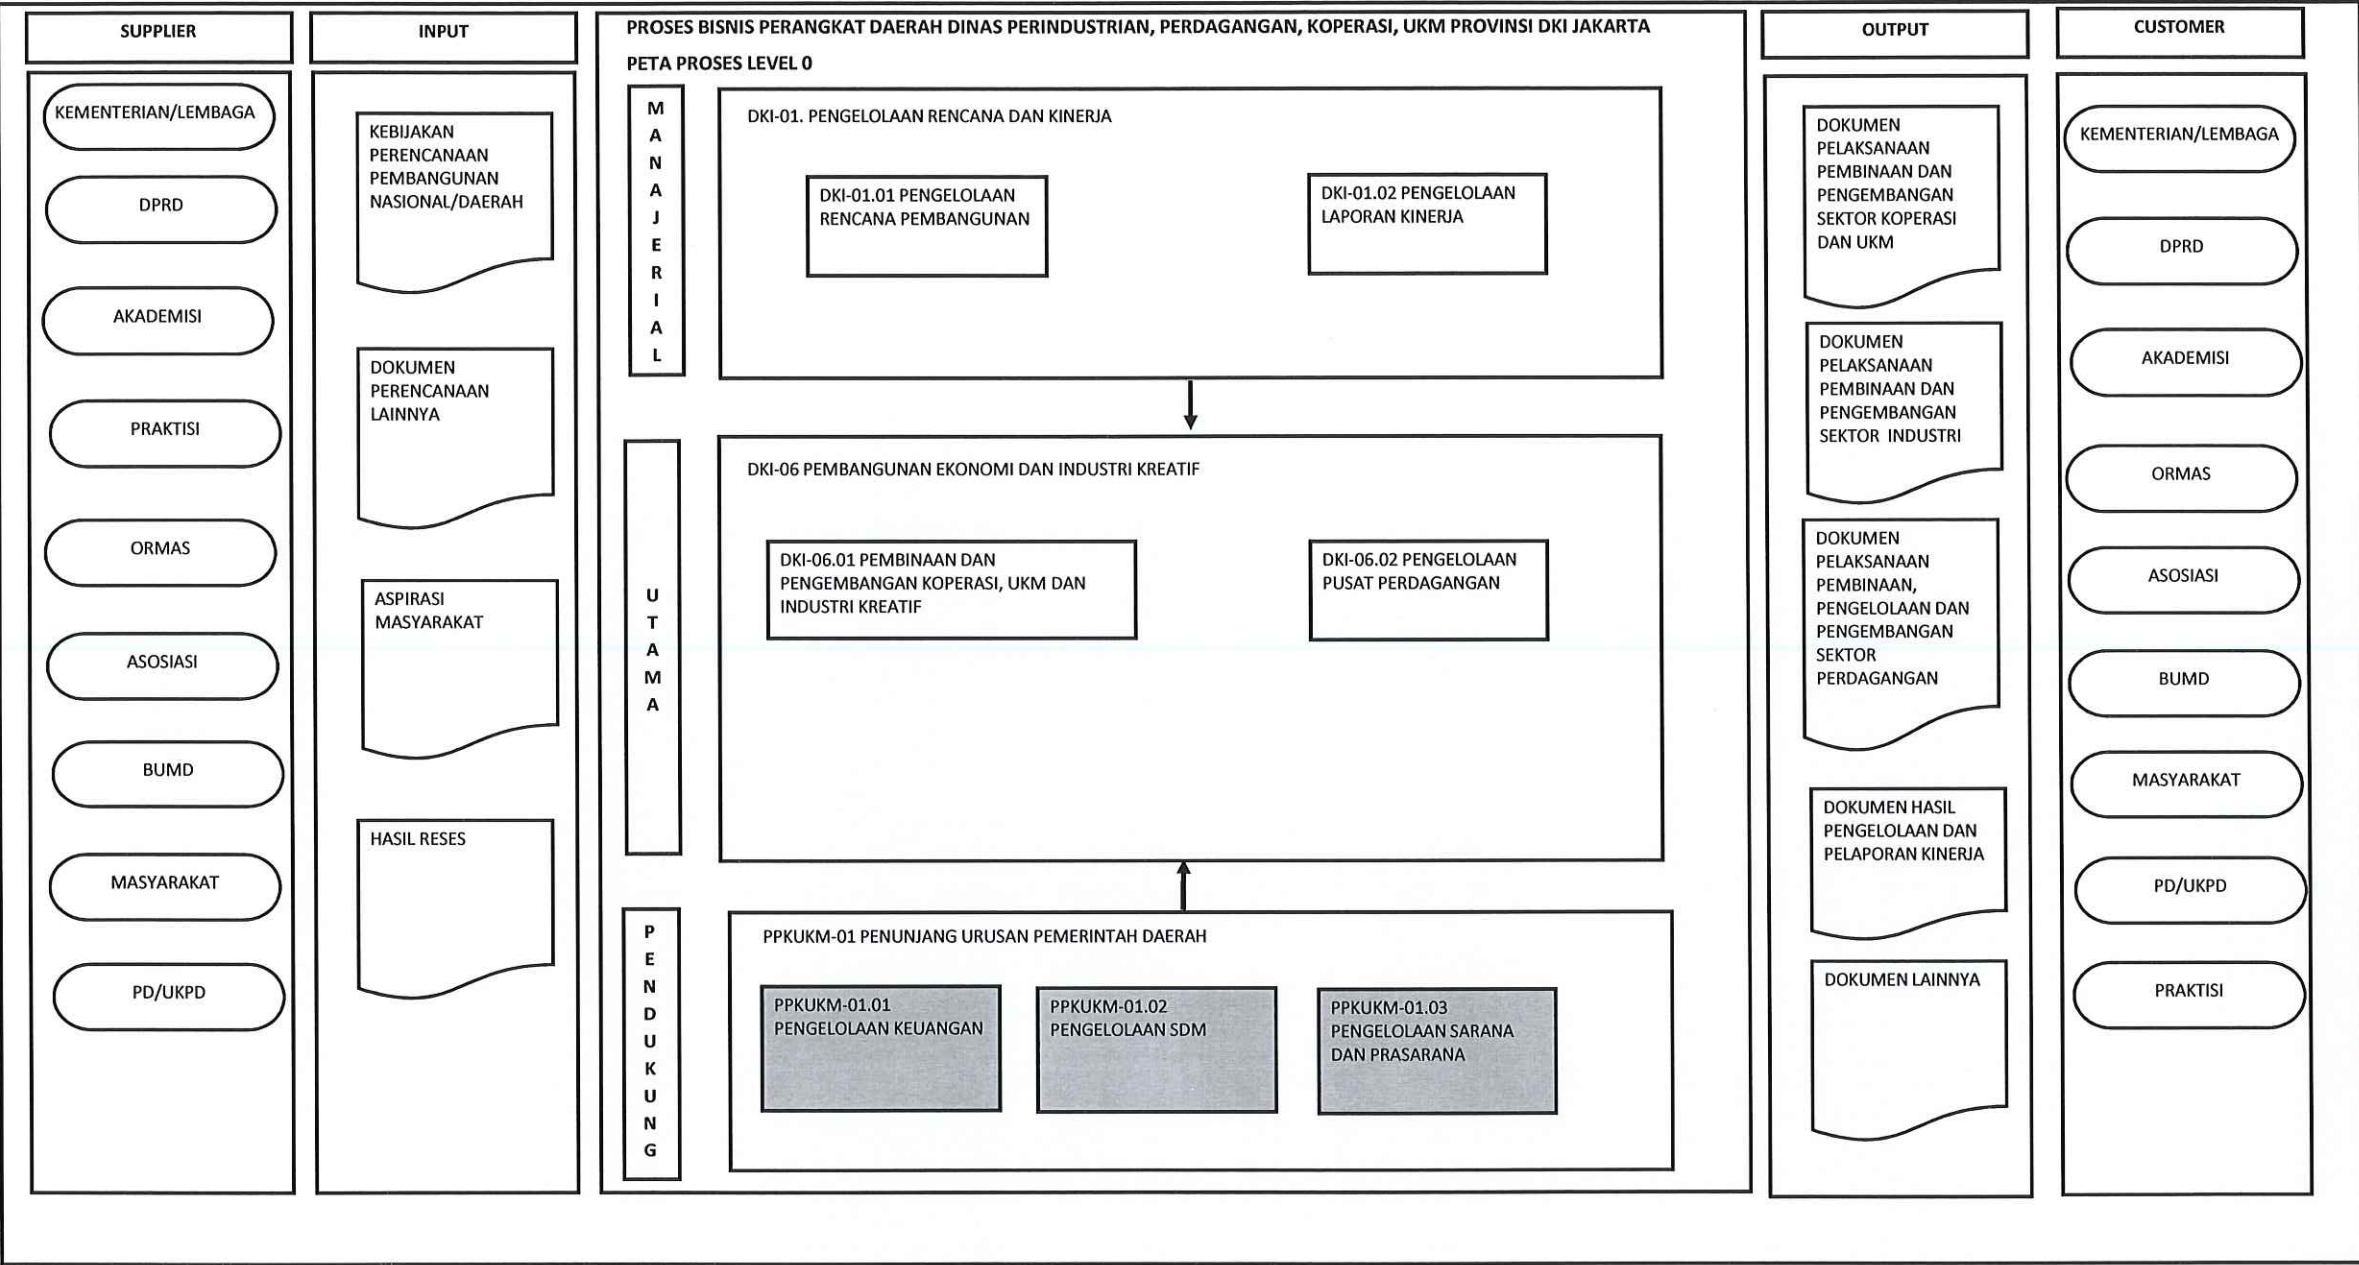 SUPPLIER
KEMENTERIAN/LEMBAGA
DPRD
AKADEMISI
PRAKTISI
ORMAS
ASOSIASI
BUMD
MASYARAKAT
PD/UKPD
INPUT
KEBIJAKAN
PERENCANAAN
PEMBANGUNAN
NASIONAL/DAERAH
DOKUMEN
PERENCANAAN
LAINNYA
ASPIRASI
MASYARAKAT
HASIL RESES
PROSES BISNIS PERANGKAT DAERAH DINAS PERINDUSTRIAN, PERDAGANGAN, KOPERASI, UKM PROVINSI DKI JAKARTA
PETA PROSES LEVEL 0
MANAJERIAL
DKI-01. PENGELOLAAN RENCANA DAN KINERJA
DKI-01.01 PENGELOLAAN
RENCANA PEMBANGUNAN
DKI-01.02 PENGELOLAAN
LAPORAN KINERJA
UTAMA
DKI-06 PEMBANGUNAN EKONOMI DAN INDUSTRI KREATIF
DKI-06.01 PEMBINAAN DAN
PENGEMBANGAN KOPERASI, UKM DAN
INDUSTRI KREATIF
DKI-06.02 PENGELOLAAN
PUSAT PERDAGANGAN
PENDUKUNG
PPKUKM-01 PENUNJANG URUSAN PEMERINTAH DAERAH
PPKUKM-01.01
PENGELOLAAN KEUANGAN
PPKUKM-01.02
PENGELOLAAN SDM
PPKUKM-01.03
PENGELOLAAN SARANA
DAN PRASARANA
OUTPUT
DOKUMEN
PELAKSANAAN
PEMBINAAN DAN
PENGEMBANGAN
SEKTOR KOPERASI
DAN UKM
DOKUMEN
PELAKSANAAN
PEMBINAAN DAN
PENGEMBANGAN
SEKTOR INDUSTRI
DOKUMEN
PELAKSANAAN
PEMBINAAN,
PENGELOLAAN DAN
PENGEMBANGAN
SEKTOR
PERDAGANGAN
DOKUMEN HASIL
PENGELOLAAN DAN
PELAPORAN KINERJA
DOKUMEN LAINNYA
CUSTOMER
KEMENTERIAN/LEMBAGA
DPRD
AKADEMISI
ORMAS
ASOSIASI
BUMD
MASYARAKAT
PD/UKPD
PRAKTISI